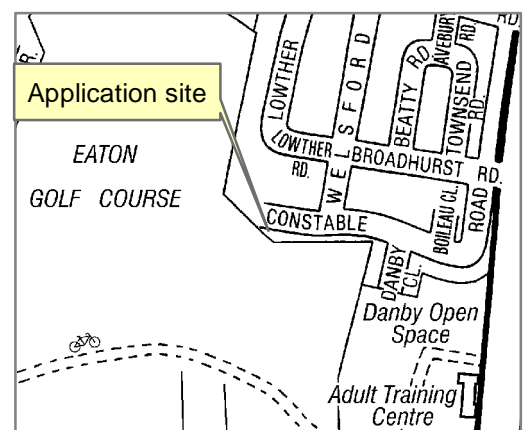 RD.
R.
Application site
LOWTHER
WELSFORD
BEATTY RD.
AVEBURY RD.
TOWNSEND RD.
LOWTHER RD.
BROADHURST RD.
EATON
GOLF COURSE
CONSTABLE ROAD
BOILEAU CL.
DANBY CL.
Danby Open
Space
Adult Training
Centre